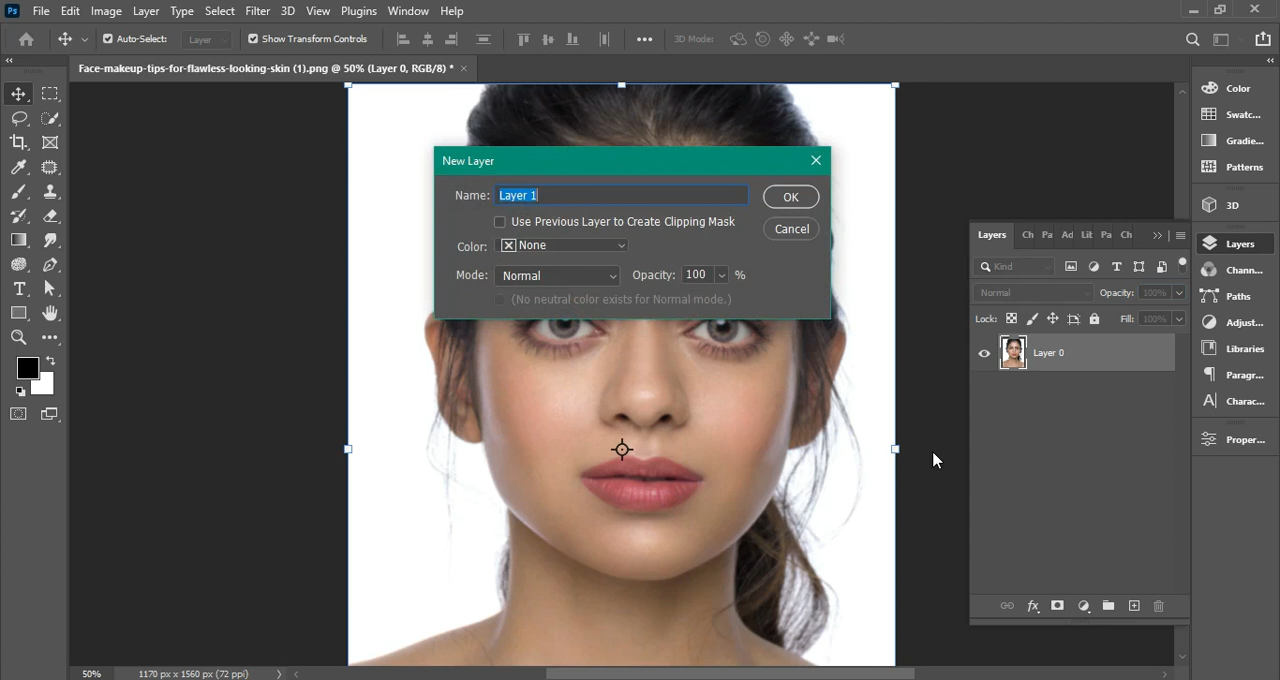 Ps File Edit Image Layer Type Select Filter 3D View Plugins Window Help
Auto-Select: Layer Show Transform Controls 3D Mode:
Face-makeup-tips-for-flawless-looking-skin (1).png @ 50% (Layer 0, RGB/8) *
New Layer
Name: Layer 1 OK
Use Previous Layer to Create Clipping Mask
Cancel
Color: None
Mode: Normal Opacity: 100 %
(No neutral color exists for Normal mode.)
Layers Ch Pa Ad Lib Pa Ch
Kind
Normal Opacity: 100%
Lock: Fill: 100%
Layer 0
fx
Color
Swatc...
Gradie...
Patterns
3D
Layers
Chann...
Paths
Adjust...
Libraries
Paragr...
Charac...
Proper...
50% 1170 px x 1560 px (72 ppi)